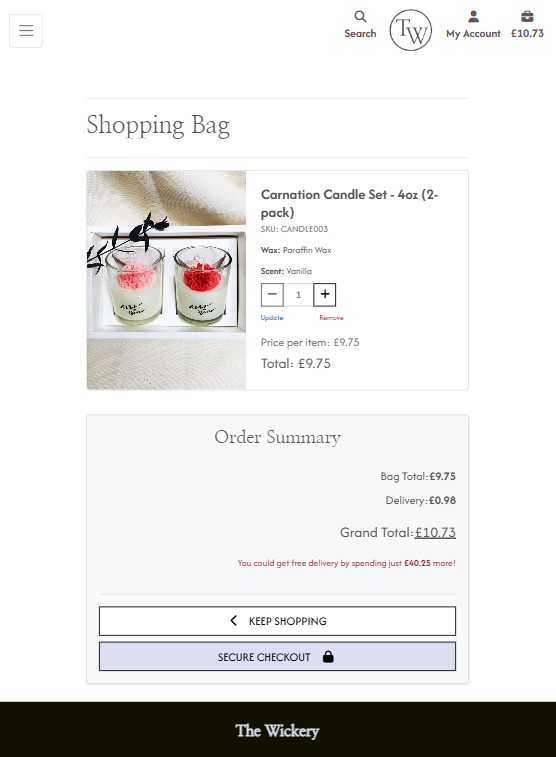 Search
TW
My Account
£10.73
Shopping Bag
Carnation Candle Set - 4oz (2-
pack)
SKU: CANDLE003
Wax: Paraffin Wax
Scent: Vanilla
1
Update
Remove
Price per item: £9.75
Total: £9.75
Order Summary
Bag Total:£9.75
Delivery:£0.98
Grand Total:£10.73
You could get free delivery by spending just £40.25 more!
KEEP SHOPPING
SECURE CHECKOUT
The Wickery